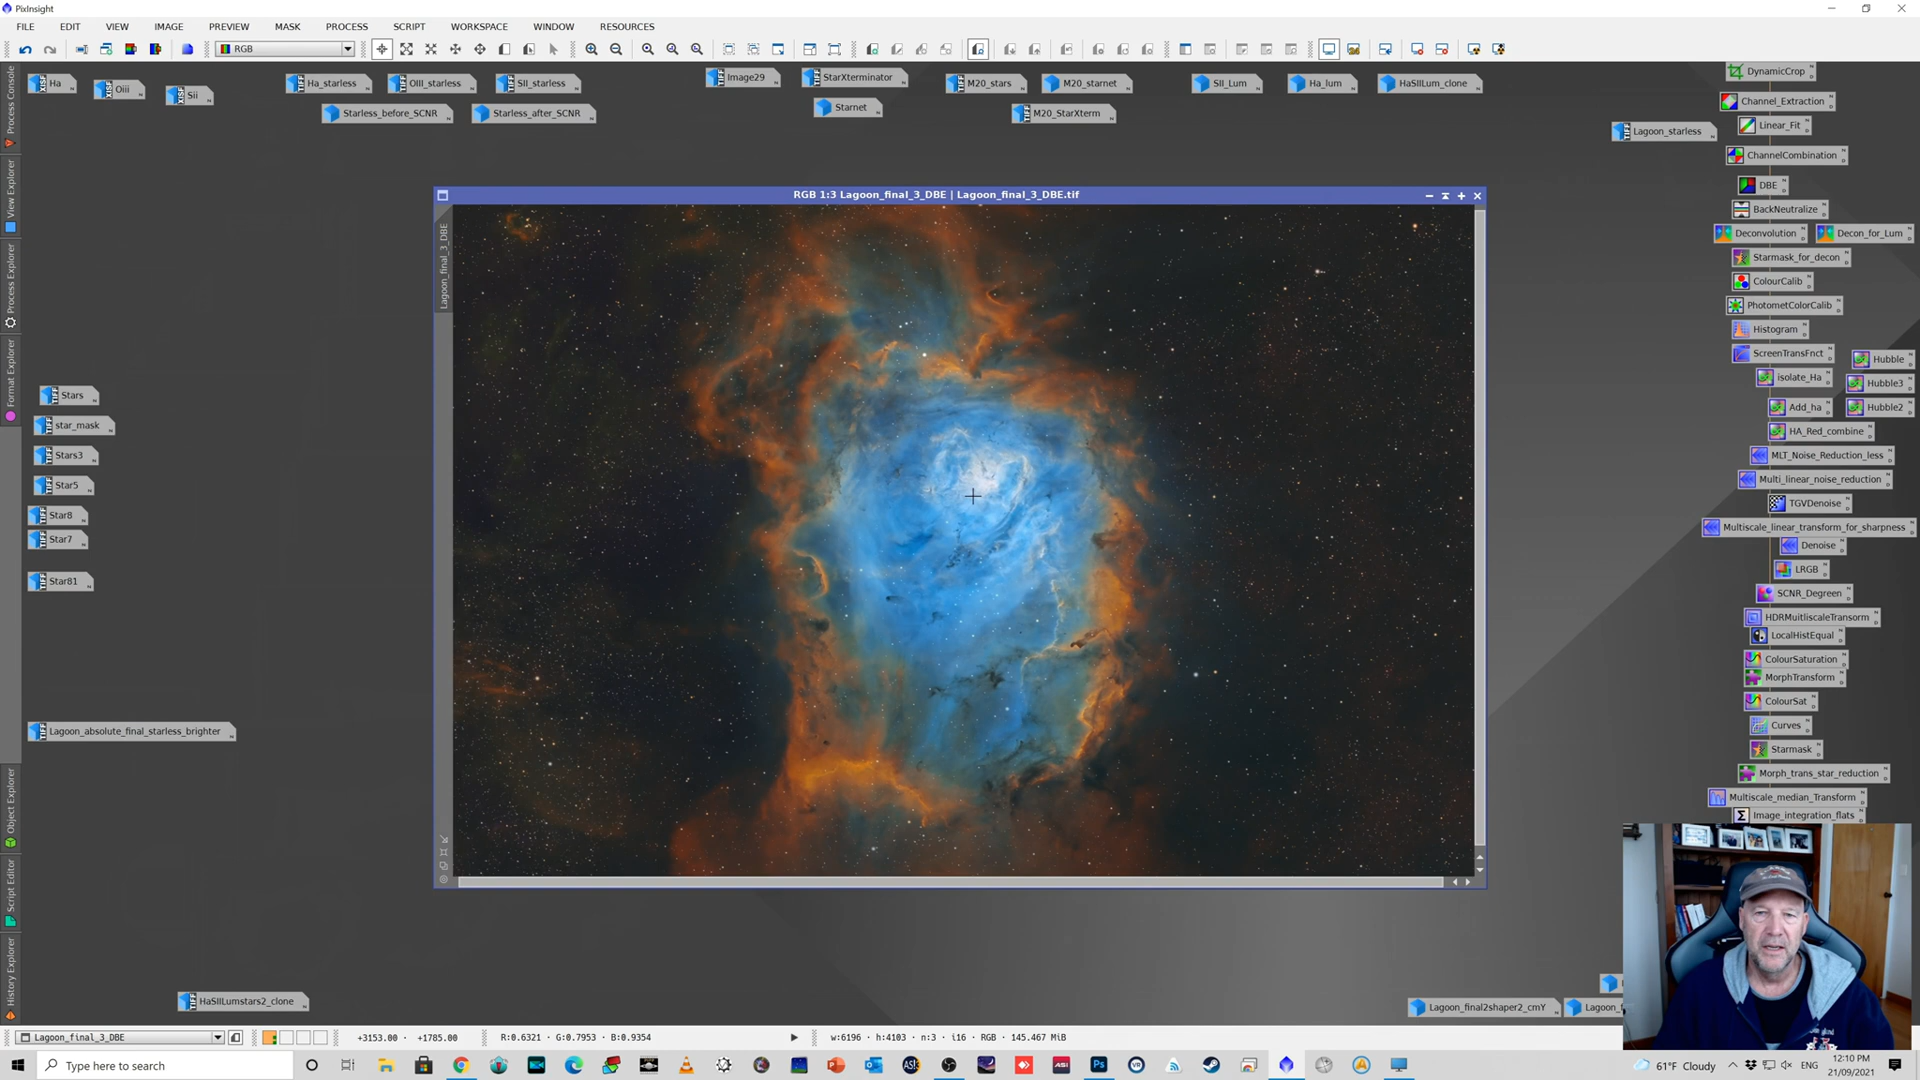 PixInsight
FILE EDIT VIEW IMAGE PREVIEW MASK PROCESS SCRIPT WORKSPACE WINDOW RESOURCES
RGB
Process Console
View Explorer
Process Explorer
Format Explorer
Object Explorer
Script Editor
History Explorer
Ha
Oiii
Sii
Ha_starless
OIII_starless
SII_starless
Starless_before_SCNR
Starless_after_SCNR
Image29
StarXterminator
Starnet
M20_stars
M20_starnet
M20_StarXterm
SII_Lum
Ha_lum
HaSIILum_clone
Lagoon_starless
DynamicCrop
Channel_Extraction
Linear_Fit
ChannelCombination
DBE
BackNeutralize
Deconvolution
Decon_for_Lum
Starmask_for_decon
ColourCalib
PhotometColorCalib
Histogram
ScreenTransFnct
Hubble
isolate_Ha
Hubble3
Add_ha
Hubble2
HA_Red_combine
MLT_Noise_Reduction_less
Multi_linear_noise_reduction
TGVDenoise
Multiscale_linear_transform_for_sharpness
Denoise
LRGB
SCNR_Degreen
HDRMuitliscaleTransorm
LocalHistEqual
ColourSaturation
MorphTransform
ColourSat
Curves
Starmask
Morph_trans_star_reduction
Multiscale_median_Transform
Image_integration_flats
RGB 1:3 Lagoon_final_3_DBE | Lagoon_final_3_DBE.tif
Lagoon_final_3_DBE
Stars
star_mask
Stars3
Star5
Star8
Star7
Star81
Lagoon_absolute_final_starless_brighter
HaSIILumstars2_clone
Lagoon_final2shaper2_cmY
Lagoon_f
Lagoon_final_3_DBE
+3153.00 · +1785.00
R:0.6321 · G:0.7953 · B:0.9354
w:6196 · h:4103 · n:3 · i16 · RGB · 145.467 MiB
Type here to search
61°F Cloudy
ENG
12:10 PM
21/09/2021